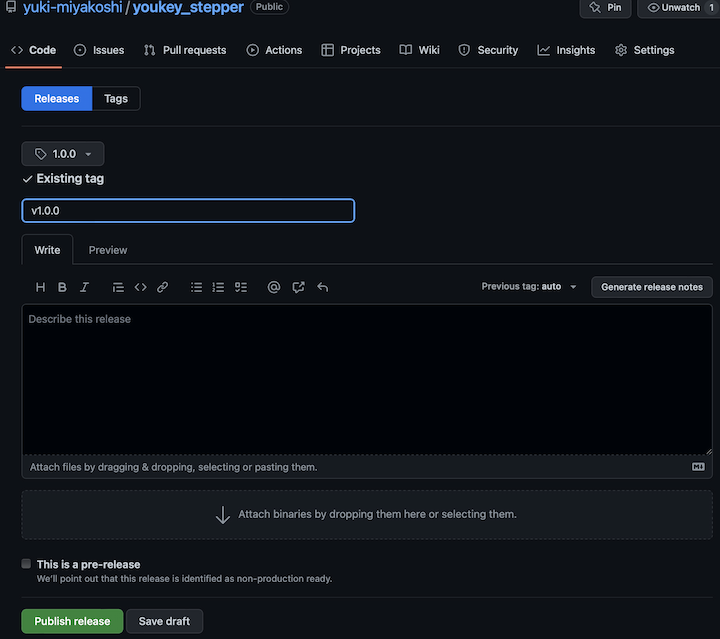 yuki-miyakoshi / youkey_stepper Public Pin Unwatch 1
Code Issues Pull requests Actions Projects Wiki Security Insights Settings
Releases Tags
1.0.0
Existing tag
v1.0.0
Write Preview
Previous tag: auto Generate release notes
Describe this release
Attach files by dragging & dropping, selecting or pasting them.
Attach binaries by dropping them here or selecting them.
This is a pre-release
We'll point out that this release is identified as non-production ready.
Publish release Save draft